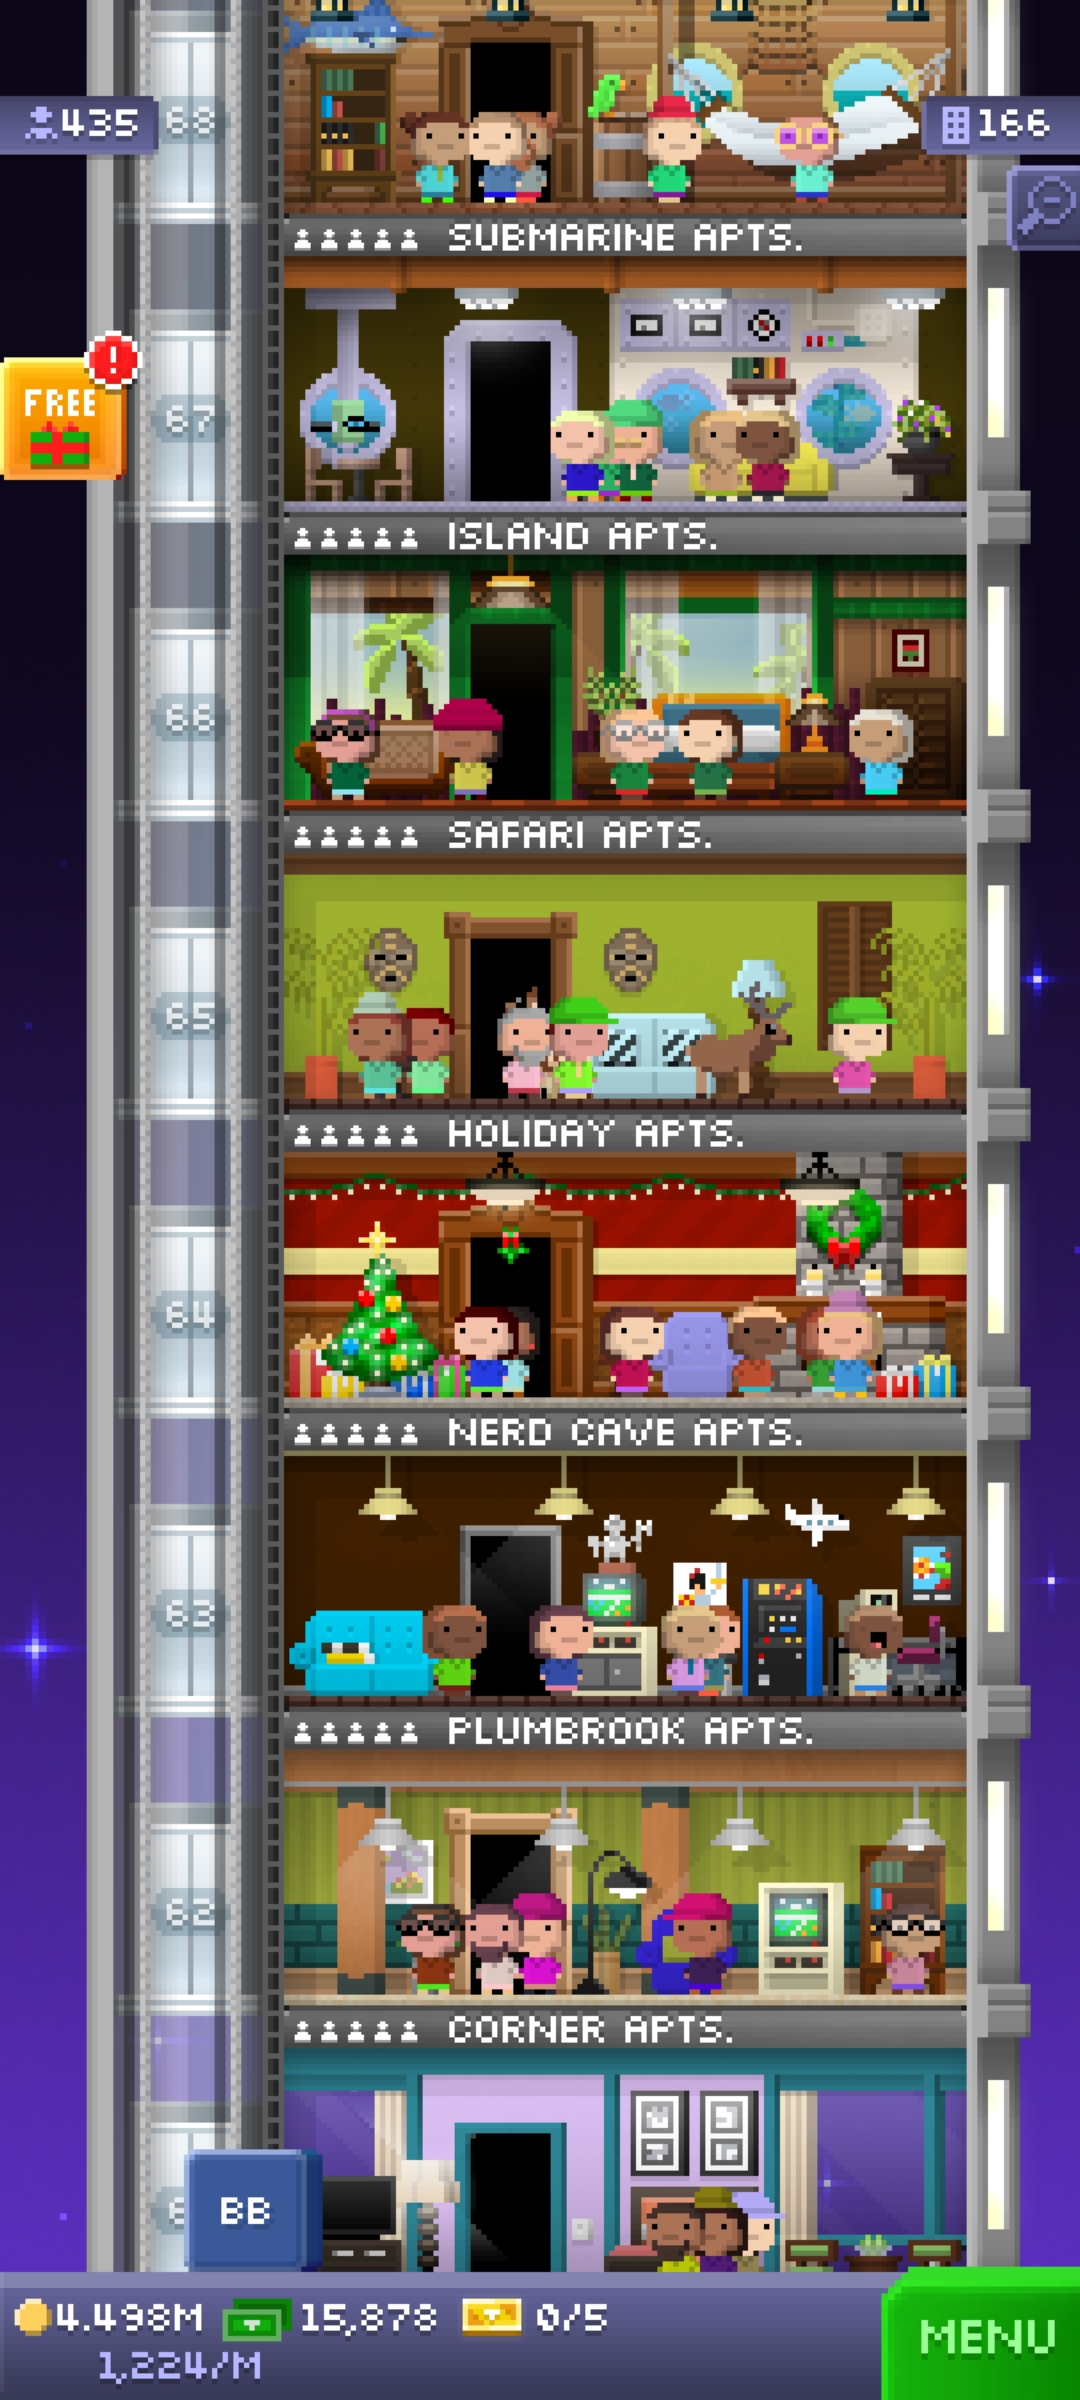 435
68
166
SUBMARINE APTS.
FREE
!
67
ISLAND APTS.
66
SAFARI APTS.
65
HOLIDAY APTS.
64
NERD CAVE APTS.
63
PLUMBROOK APTS.
62
CORNER APTS.
BB
4.498M 15,878 0/5
1,224/M
MENU